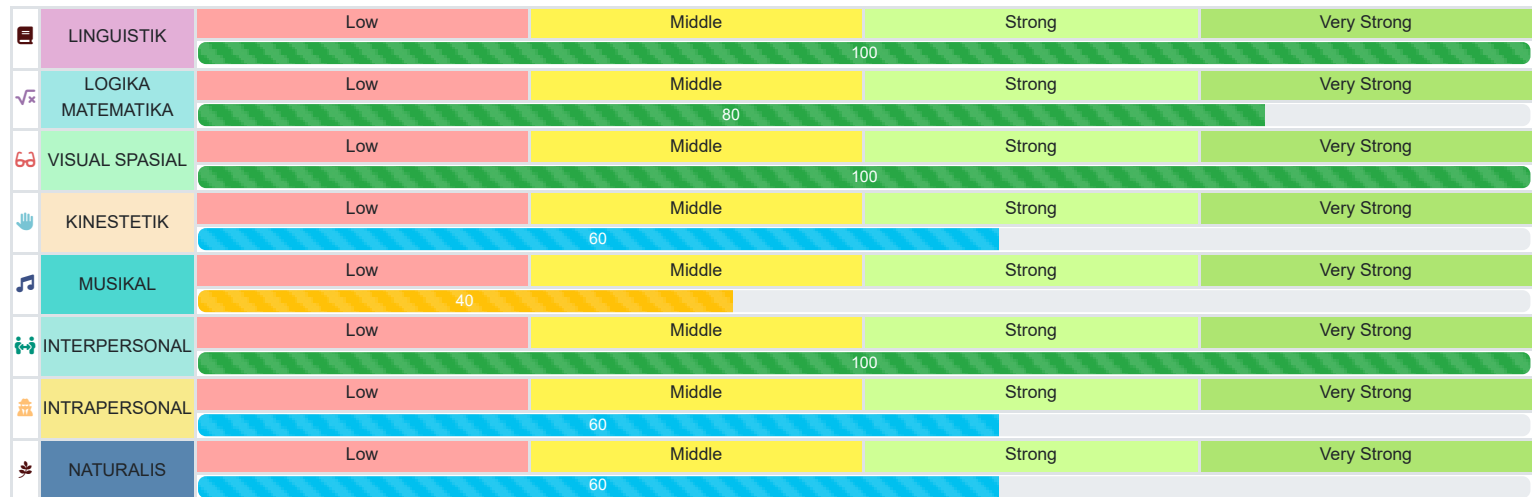 LINGUISTIK
Low Middle Strong Very Strong
100
LOGIKA
MATEMATIKA
Low Middle Strong Very Strong
80
VISUAL SPASIAL
Low Middle Strong Very Strong
100
KINESTETIK
Low Middle Strong Very Strong
60
MUSIKAL
Low Middle Strong Very Strong
40
INTERPERSONAL
Low Middle Strong Very Strong
100
INTRAPERSONAL
Low Middle Strong Very Strong
60
NATURALIS
Low Middle Strong Very Strong
60